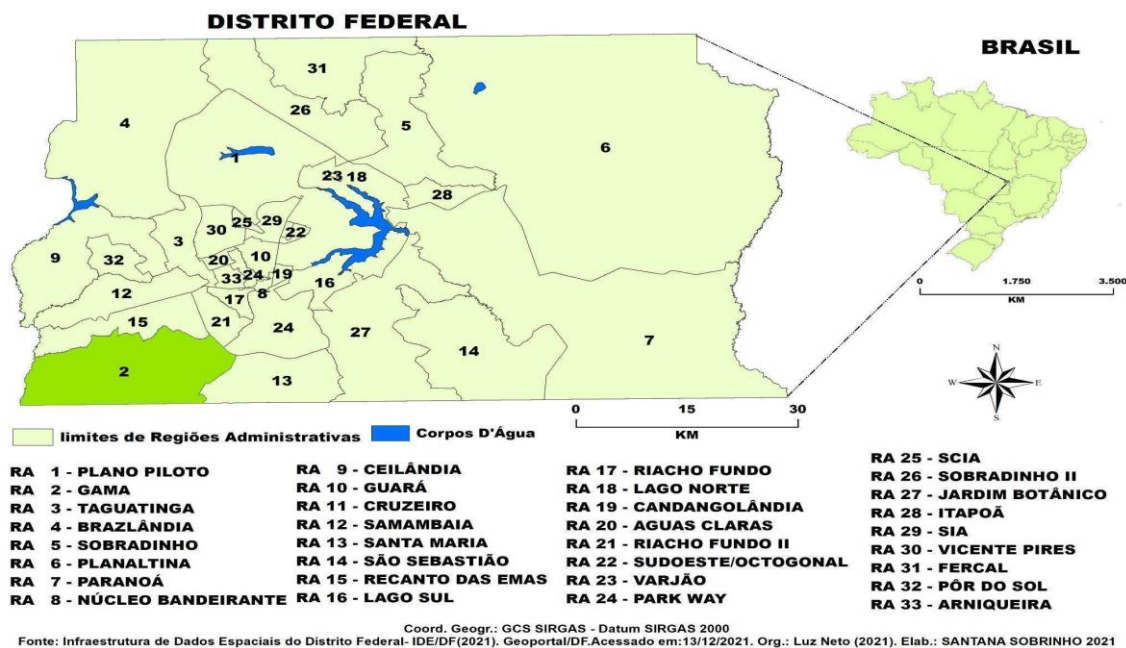 DISTRITO FEDERAL
BRASIL
31
26
4
5
6
1
23 18
28
25 29
30
22
3
9
32
20
10
33 24 19
12
17 8
16
15
21
24
27
14
7
2
13
0 1.750 3.500
KM
N
W E
S
0 15 30
KM
limites de Regiões Administrativas
Corpos D'Água
RA 1 - PLANO PILOTO
RA 2 - GAMA
RA 3 - TAGUATINGA
RA 4 - BRAZLÂNDIA
RA 5 - SOBRADINHO
RA 6 - PLANALTINA
RA 7 - PARANOÁ
RA 8 - NÚCLEO BANDEIRANTE
RA 9 - CEILÂNDIA
RA 10 - GUARÁ
RA 11 - CRUZEIRO
RA 12 - SAMAMBAIA
RA 13 - SANTA MARIA
RA 14 - SÃO SEBASTIÃO
RA 15 - RECANTO DAS EMAS
RA 16 - LAGO SUL
RA 17 - RIACHO FUNDO
RA 18 - LAGO NORTE
RA 19 - CANDANGOLÂNDIA
RA 20 - AGUAS CLARAS
RA 21 - RIACHO FUNDO II
RA 22 - SUDOESTE/OCTOGONAL
RA 23 - VARJÃO
RA 24 - PARK WAY
RA 25 - SCIA
RA 26 - SOBRADINHO II
RA 27 - JARDIM BOTÂNICO
RA 28 - ITAPOÃ
RA 29 - SIA
RA 30 - VICENTE PIRES
RA 31 - FERCAL
RA 32 - PÔR DO SOL
RA 33 - ARNIQUEIRA
Coord. Geogr.: GCS SIRGAS - Datum SIRGAS 2000
Fonte: Infraestrutura de Dados Espaciais do Distrito Federal- IDE/DF(2021). Geoportal/DF.Acessado em:13/12/2021. Org.: Luz Neto (2021). Elab.: SANTANA SOBRINHO 2021